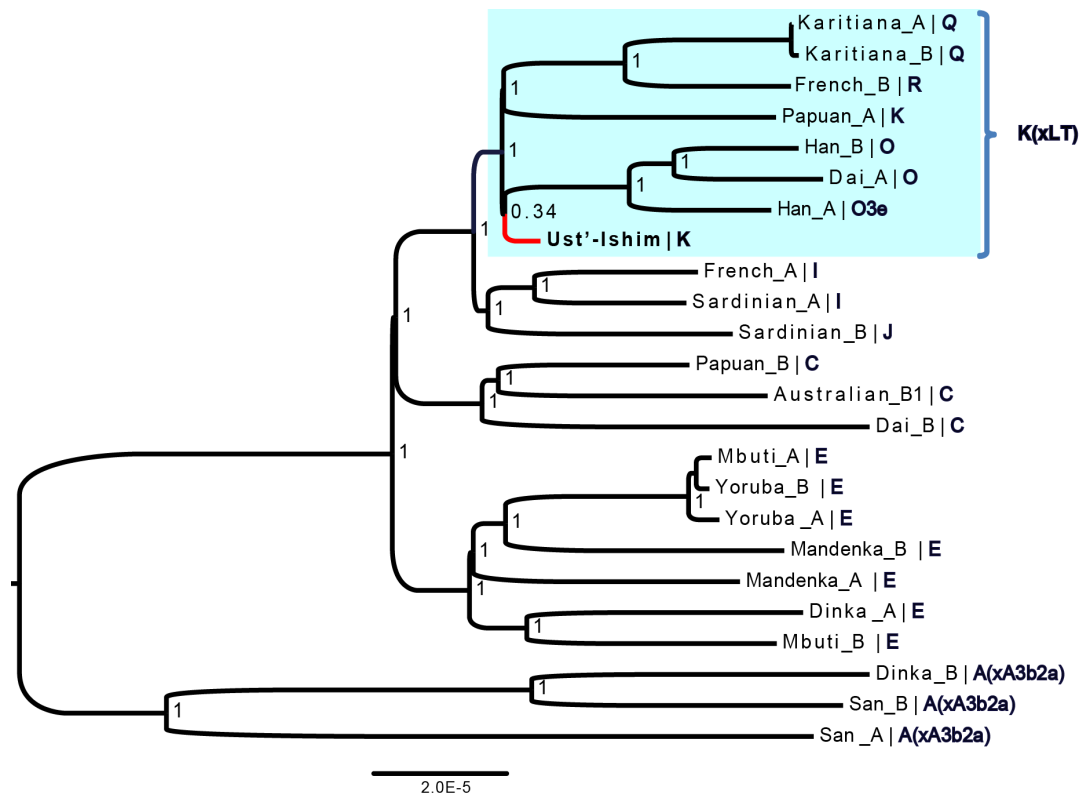 Karitiana_A | Q
Karitiana_B | Q
1
French_B | R
1
Papuan_A | K
K(xLT)
Han_B | O
1
1
Dai_A | O
1
Han_A | O3e
0.34
1
Ust'-Ishim | K
French_A | I
1
Sardinian_A | I
1
1
Sardinian_B | J
Papuan_B | C
1
Australian_B1 | C
1
Dai_B | C
1
Mbuti_A | E
Yoruba_B | E
1
Yoruba _A | E
1
Mandenka_B | E
1
Mandenka_A | E
1
Dinka _A | E
1
Mbuti_B | E
Dinka_B | A(xA3b2a)
1
San_B | A(xA3b2a)
1
San _A | A(xA3b2a)
2.0E-5